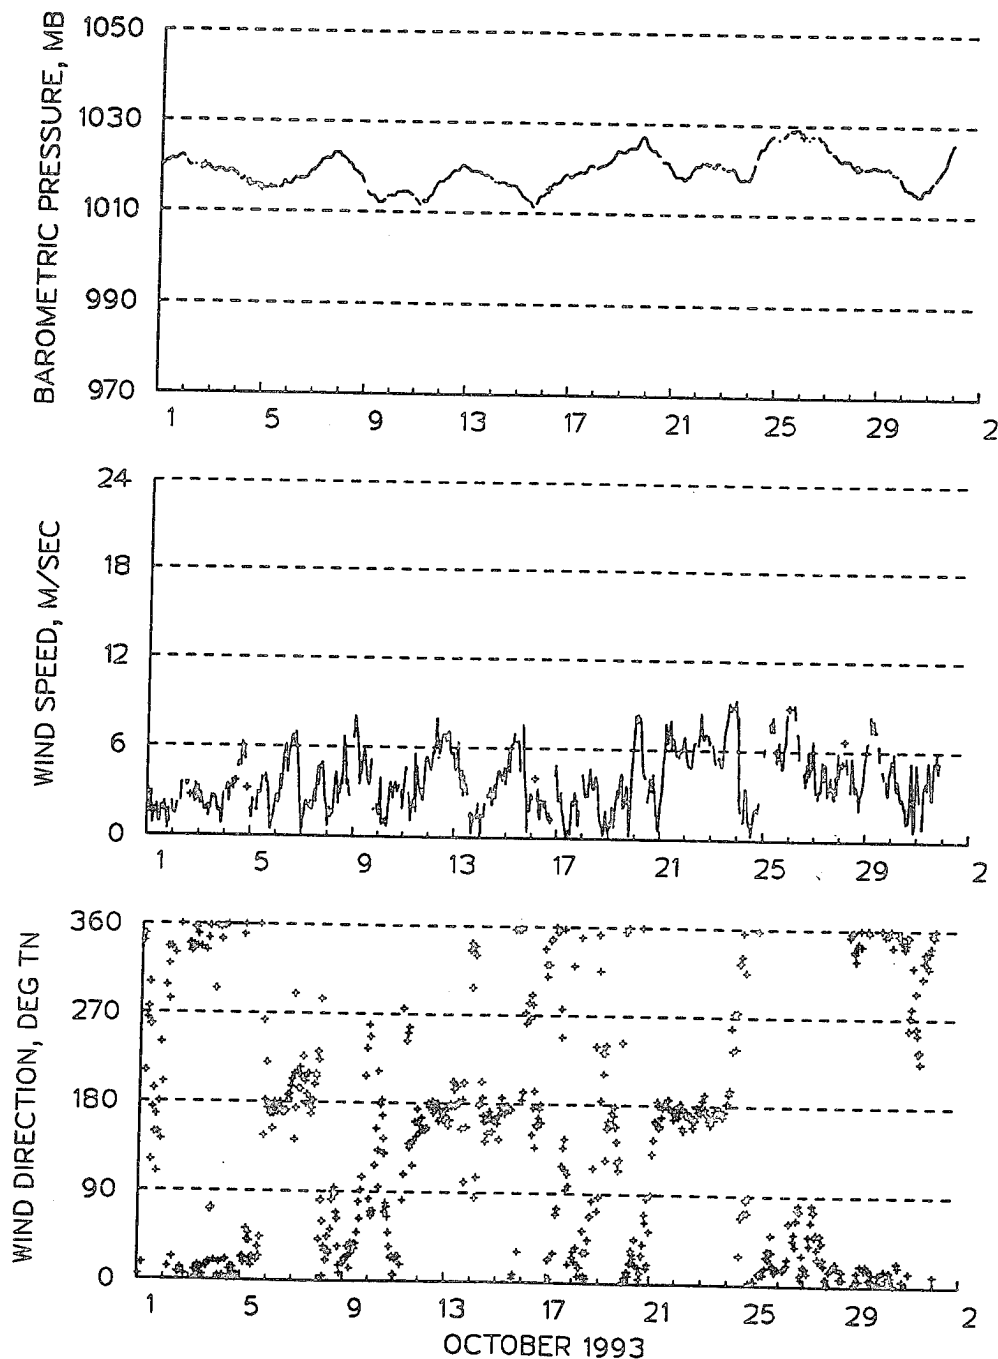 BAROMETRIC PRESSURE, MB
1050
1030
1010
990
970
1 5 9 13 17 21 25 29 2
WIND SPEED, M/SEC
24
18
12
6
0
1 5 9 13 17 21 25 29 2
WIND DIRECTION, DEG TN
360
270
180
90
0
1 5 9 13 17 21 25 29 2
OCTOBER 1993